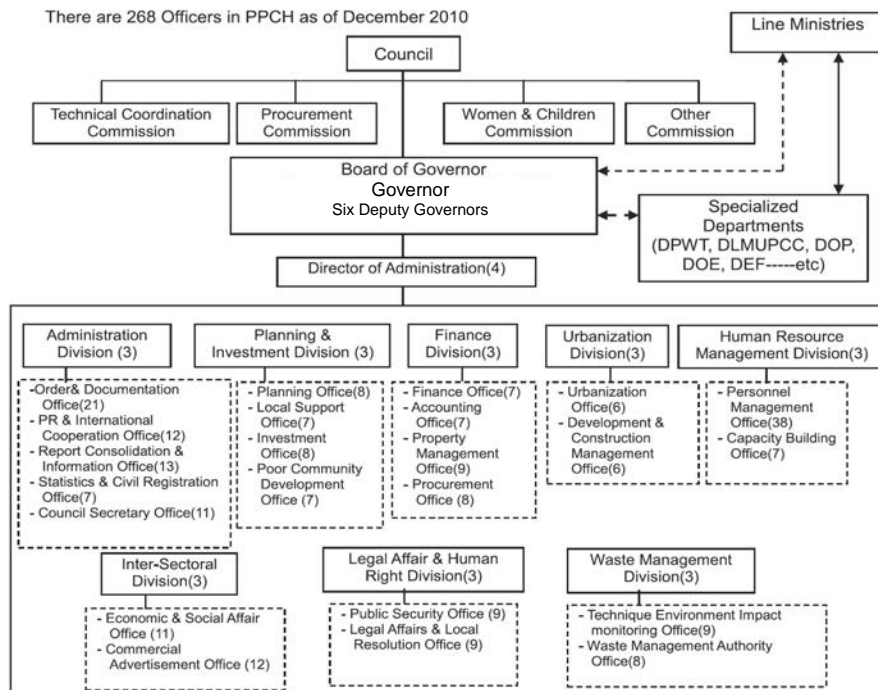 There are 268 Officers in PPCH as of December 2010
Line Ministries
Council
Technical Coordination
Commission
Procurement
Commission
Women & Children
Commission
Other
Commission
Board of Governor
Governor
Six Deputy Governors
Specialized
Departments
(DPWT, DLMUPCC, DOP,
DOE, DEF-----etc)
Director of Administration(4)
Administration
Division (3)
-Order& Documentation
Office(21)
- PR & International
Cooperation Office(12)
- Report Consolidation &
Information Office(13)
- Statistics & Civil Registration
Office(7)
- Council Secretary Office(11)
Planning &
Investment Division (3)
- Planning Office(8)
- Local Support
Office(7)
- Investment
Office(8)
- Poor Community
Development
Office (7)
Finance
Division(3)
- Finance Office(7)
- Accounting
Office(7)
- Property
Management
Office(9)
- Procurement
Office (8)
Urbanization
Division(3)
- Urbanization
Office(6)
- Development &
Construction
Management
Office(6)
Human Resource
Management Division(3)
- Personnel
Management
Office(38)
- Capacity Building
Office(7)
Inter-Sectoral
Division(3)
- Economic & Social Affair
Office (11)
- Commercial
Advertisement Office (12)
Legal Affair & Human
Right Division(3)
- Public Security Office (9)
- Legal Affairs & Local
Resolution Office (9)
Waste Management
Division(3)
- Technique Environment Impact
monitoring Office(9)
- Waste Management Authority
Office(8)